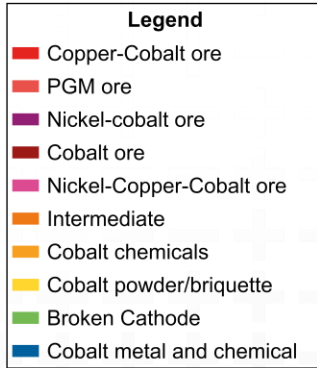 Legend
Copper-Cobalt ore
PGM ore
Nickel-cobalt ore
Cobalt ore
Nickel-Copper-Cobalt ore
Intermediate
Cobalt chemicals
Cobalt powder/briquette
Broken Cathode
Cobalt metal and chemical